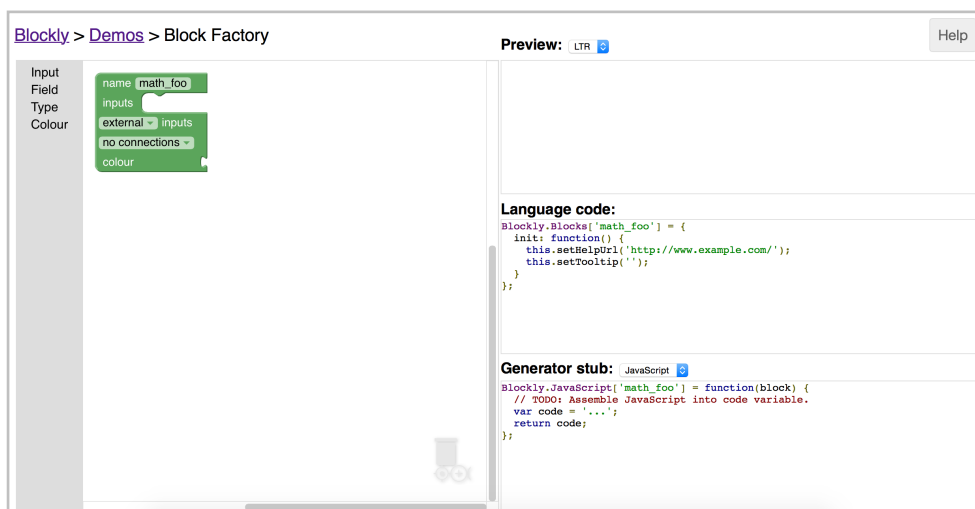 Blockly > Demos > Block Factory
Preview: LTR
Help
Input
Field
Type
Colour
name math_foo
inputs
external inputs
no connections
colour
Language code:
Blockly.Blocks['math_foo'] = {
  init: function() {
    this.setHelpUrl('http://www.example.com/');
    this.setTooltip('');
  }
};
Generator stub: JavaScript
Blockly.JavaScript['math_foo'] = function(block) {
  // TODO: Assemble JavaScript into code variable.
  var code = '...';
  return code;
};